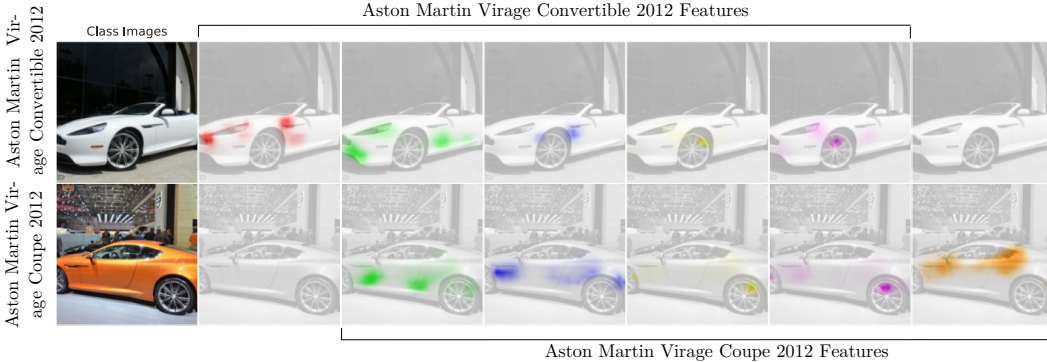 Aston Martin Virage Convertible 2012 Features
Class Images
Aston Martin Vir-
age Convertible 2012
Aston Martin Vir-
age Coupe 2012
Aston Martin Virage Coupe 2012 Features